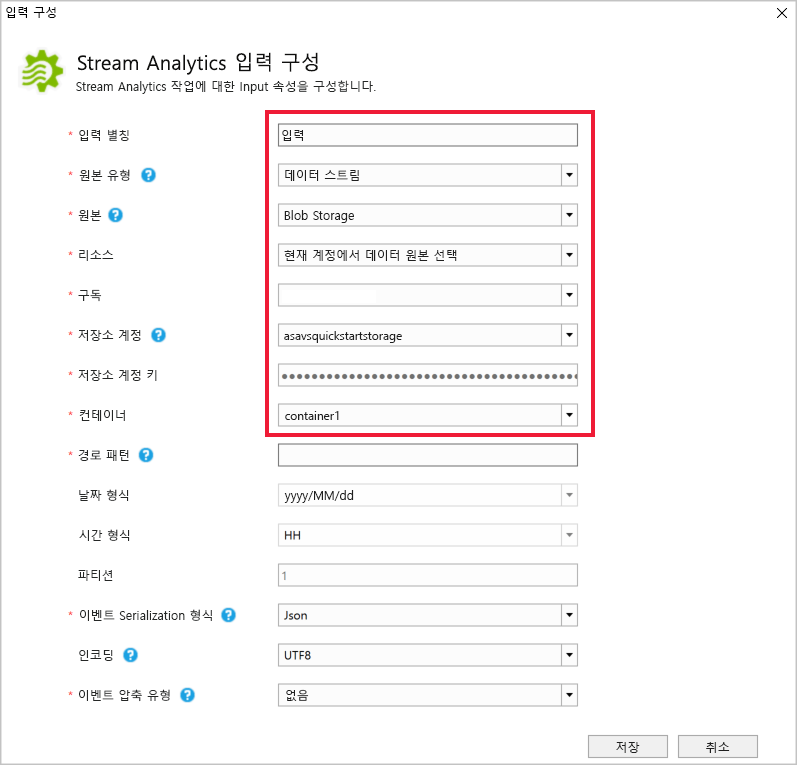 입력 구성
Stream Analytics 입력 구성
Stream Analytics 작업에 대한 Input 속성을 구성합니다.
* 입력 별칭 입력
* 원본 유형 ? 데이터 스트림
* 원본 ? Blob Storage
* 리소스 현재 계정에서 데이터 원본 선택
* 구독
* 저장소 계정 ? asavsquickstartstorage
* 저장소 계정 키 ●●●●●●●●●●●●●●●●●●●●●●●●●●●●●●●●●●●●●●
* 컨테이너 container1
* 경로 패턴 ?
날짜 형식 yyyy/MM/dd
시간 형식 HH
파티션 1
* 이벤트 Serialization 형식 ? Json
인코딩 ? UTF8
* 이벤트 압축 유형 ? 없음
저장 취소